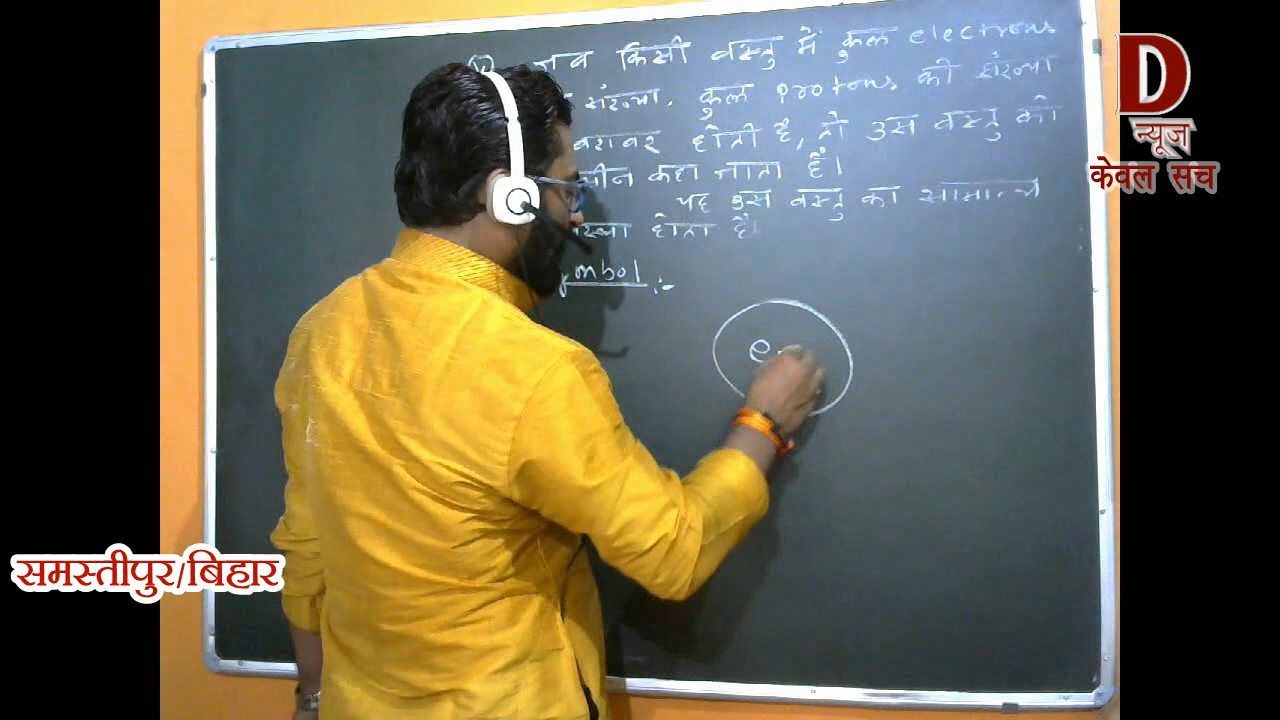 जब किसी वस्तु में कुल electrons
संख्या, कुल protons की संख्या
बराबर होती है, तो उस वस्तु को
सीन कहा जाता है।
यह उस वस्तु का सामान्य
स्था होता है।
ymbol :-
e-
D
न्यूज
केवल सच
समस्तीपुर/बिहार